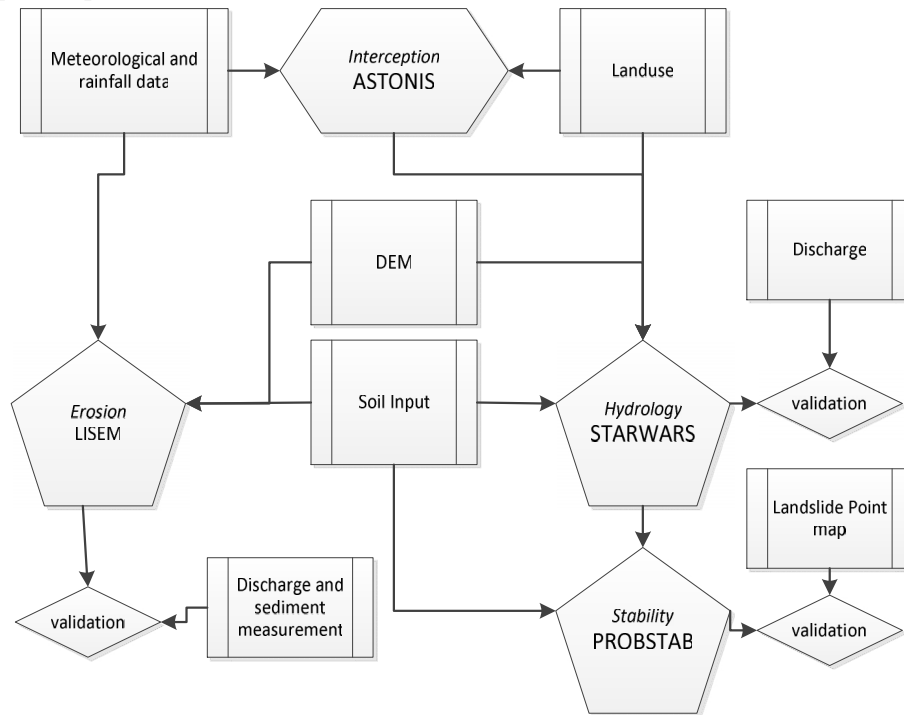 Meteorological and
rainfall data
Interception
ASTONIS
Landuse
DEM
Discharge
Erosion
LISEM
Soil Input
Hydrology
STARWARS
validation
Landslide Point
map
validation
Discharge and
sediment
measurement
Stability
PROBSTAB
validation